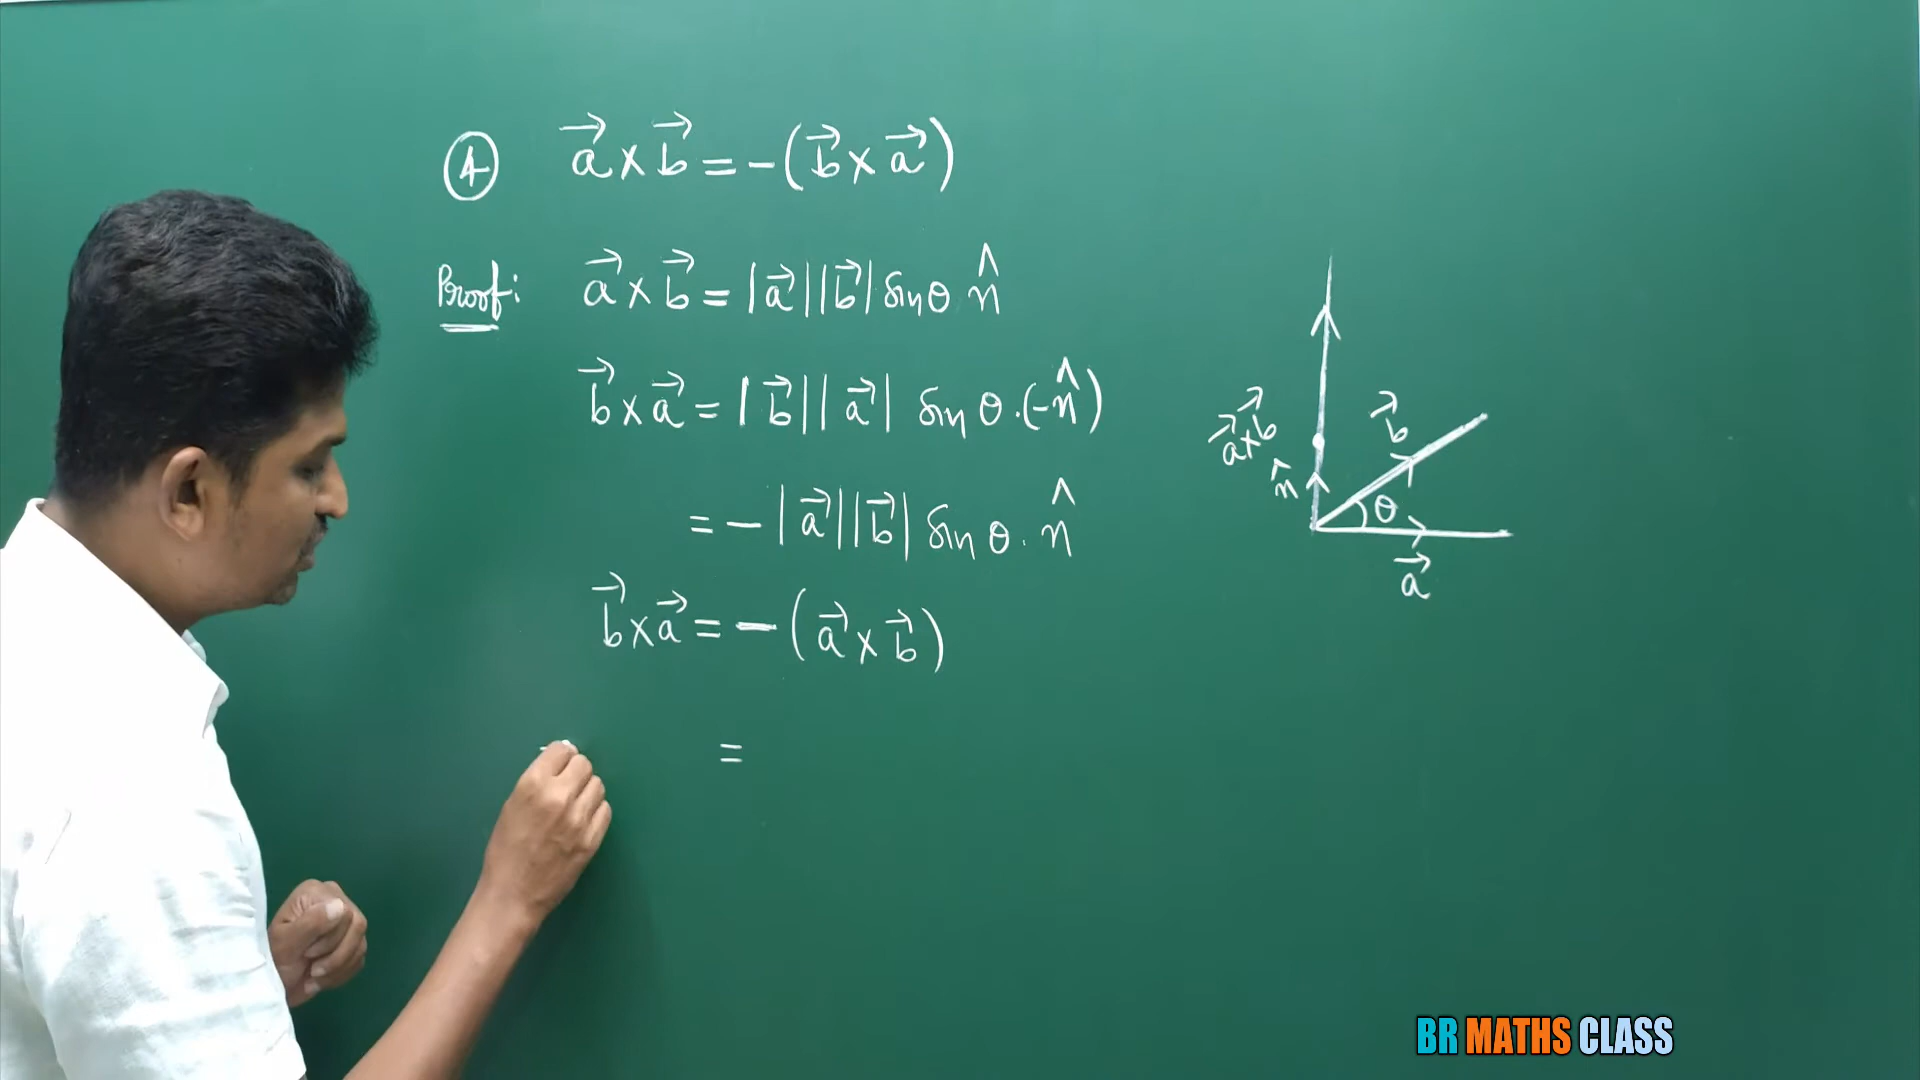 ④ a⃗ × b⃗ = -(b⃗ × a⃗)
Proof: a⃗ × b⃗ = |a⃗||b⃗| sin θ n̂
b⃗ × a⃗ = |b⃗||a⃗| sin θ · (-n̂)
= - |a⃗||b⃗| sin θ · n̂
b⃗ × a⃗ = - (a⃗ × b⃗)
=
a⃗ × b⃗
b⃗
n̂
θ
a⃗
BR MATHS CLASS